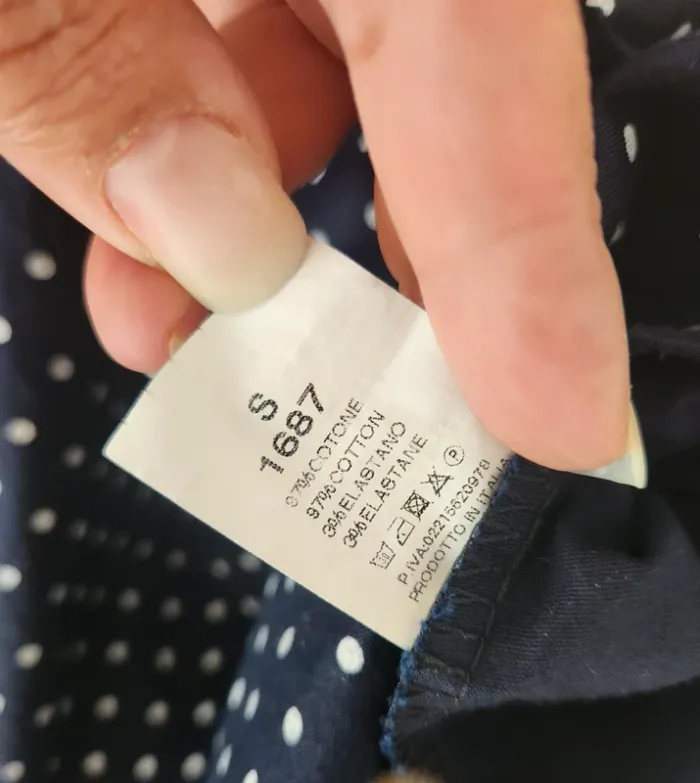 S
1687
97% COTONE
97% COTTON
3% ELASTANO
3% ELASTANE
P
P.IVA:02215620978
PRODOTTO IN ITALIA